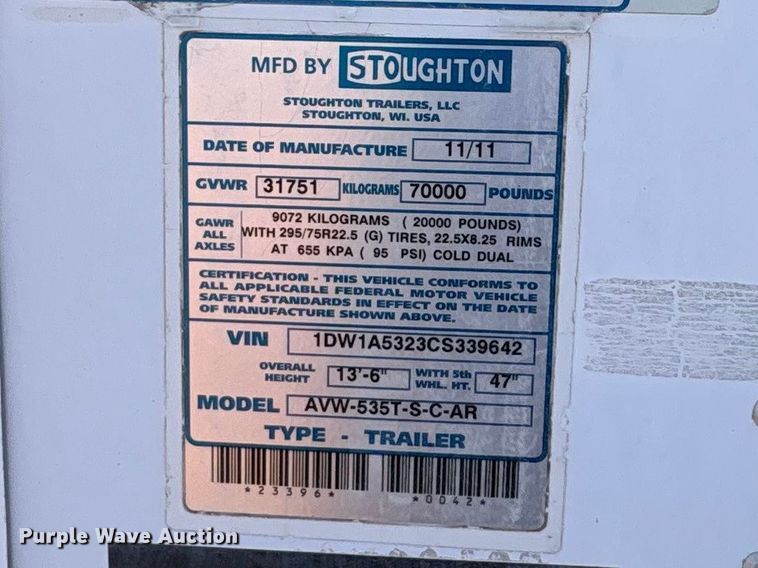 MFD BY STOUGHTON
STOUGHTON TRAILERS, LLC
STOUGHTON, WI. USA
DATE OF MANUFACTURE 11/11
GVWR 31751 KILOGRAMS 70000 POUNDS
GAWR ALL AXLES
9072 KILOGRAMS ( 20000 POUNDS)
WITH 295/75R22.5 (G) TIRES, 22.5X8.25 RIMS
AT 655 KPA ( 95 PSI) COLD DUAL
CERTIFICATION - THIS VEHICLE CONFORMS TO
ALL APPLICABLE FEDERAL MOTOR VEHICLE
SAFETY STANDARDS IN EFFECT ON THE DATE
OF MANUFACTURE SHOWN ABOVE.
VIN 1DW1A5323CS339642
OVERALL HEIGHT 13'-6" WITH 5th WHL. HT. 47"
MODEL AVW-535T-S-C-AR
TYPE - TRAILER
*23396* *0042*
Purple Wave Auction